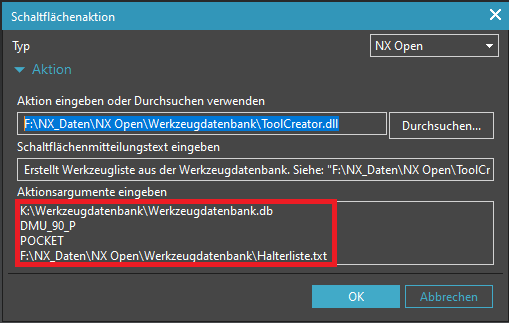 Schaltflächenaktion
Typ
NX Open
Aktion
Aktion eingeben oder Durchsuchen verwenden
F:\NX_Daten\NX Open\Werkzeugdatenbank\ToolCreator.dll
Durchsuchen...
Schaltflächenmitteilungstext eingeben
Erstellt Werkzeugliste aus der Werkzeugdatenbank. Siehe: "F:\NX_Daten\NX Open\ToolCr
Aktionsargumente eingeben
K:\Werkzeugdatenbank\Werkzeugdatenbank.db
DMU_90_P
POCKET
F:\NX_Daten\NX Open\Werkzeugdatenbank\Halterliste.txt
OK
Abbrechen